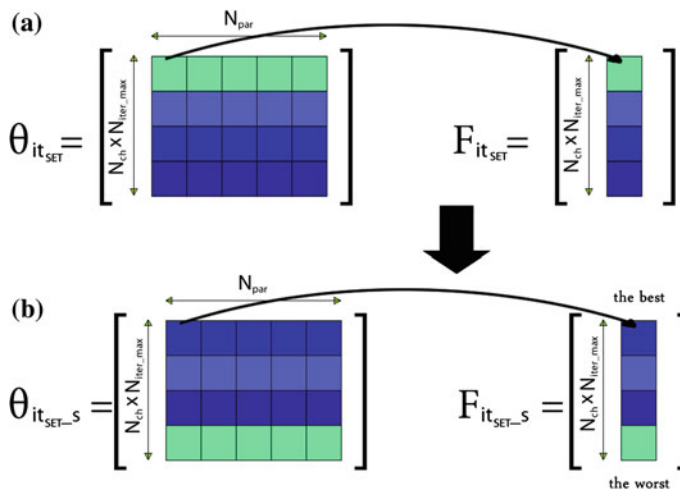 (a)
N_par
θ_it_SET =
N_ch x N_iter_max
F_it_SET =
N_ch x N_iter_max
(b)
N_par
the best
θ_it_SET_S =
N_ch x N_iter_max
F_it_SET_S =
N_ch x N_iter_max
the worst